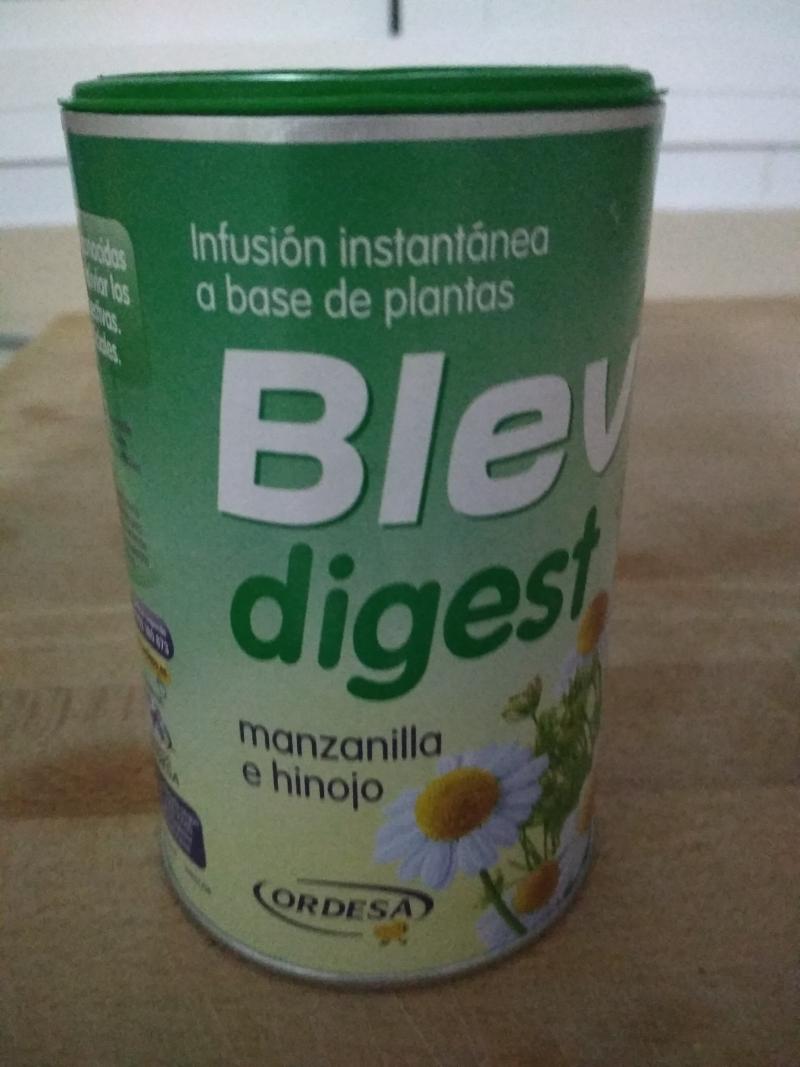 Infusión instantánea
a base de plantas
Blev
digest
manzanilla
e hinojo
ORDESA